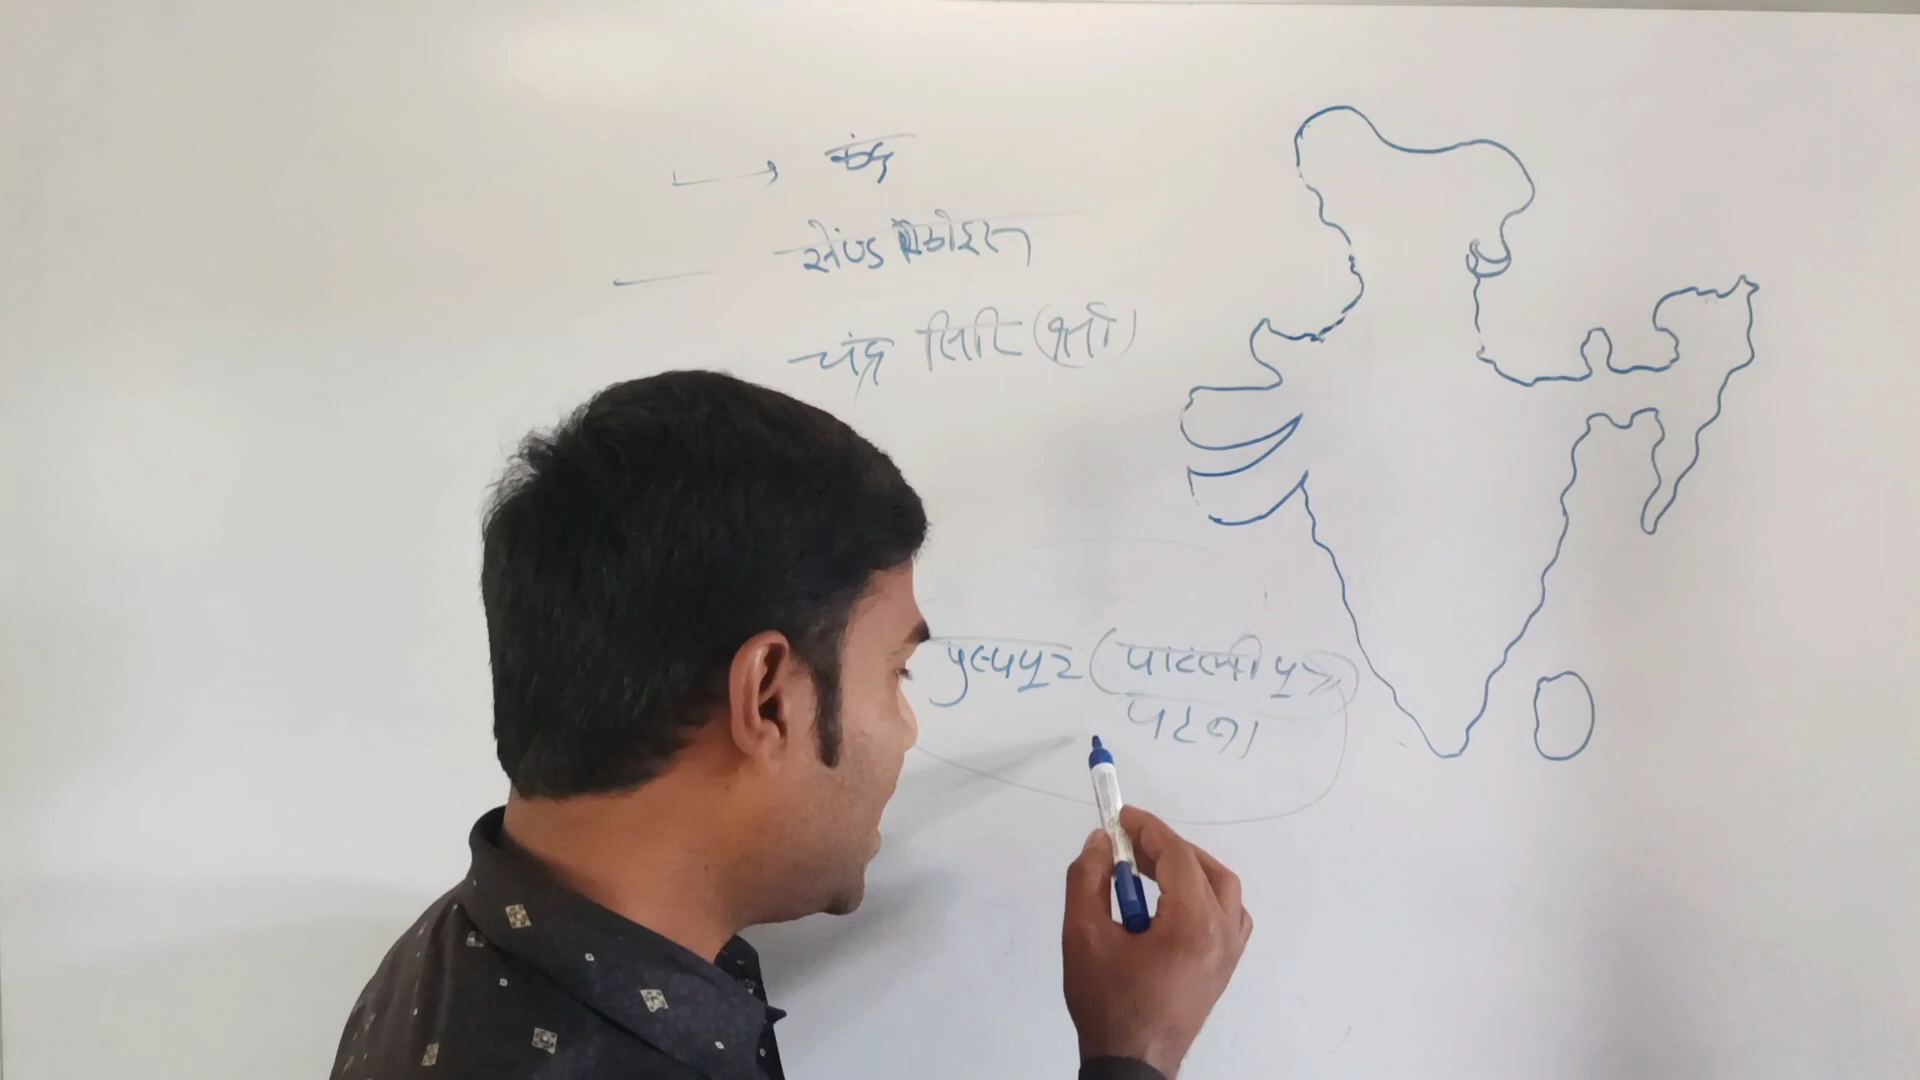 चंद्र
सेण्ड्रेकोट्स
चंद्र सिरि (श्री)
पुष्पपुर (पाटलीपुत्र)
पटना